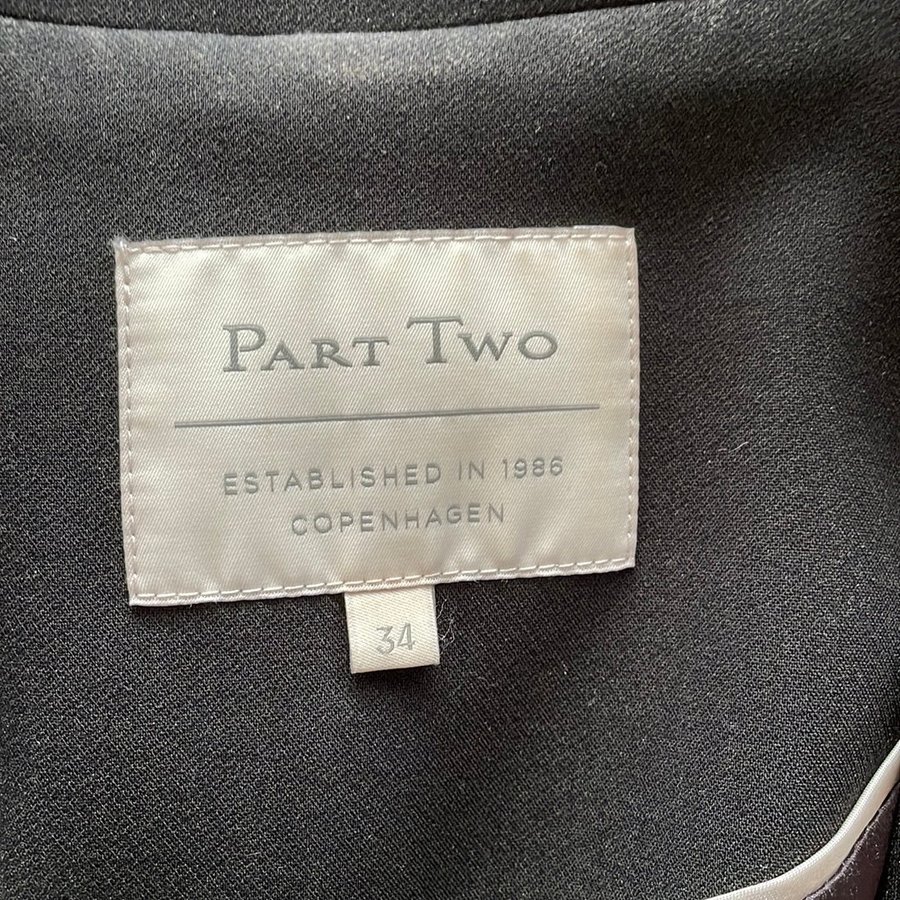 PART TWO
ESTABLISHED IN 1986
COPENHAGEN
34